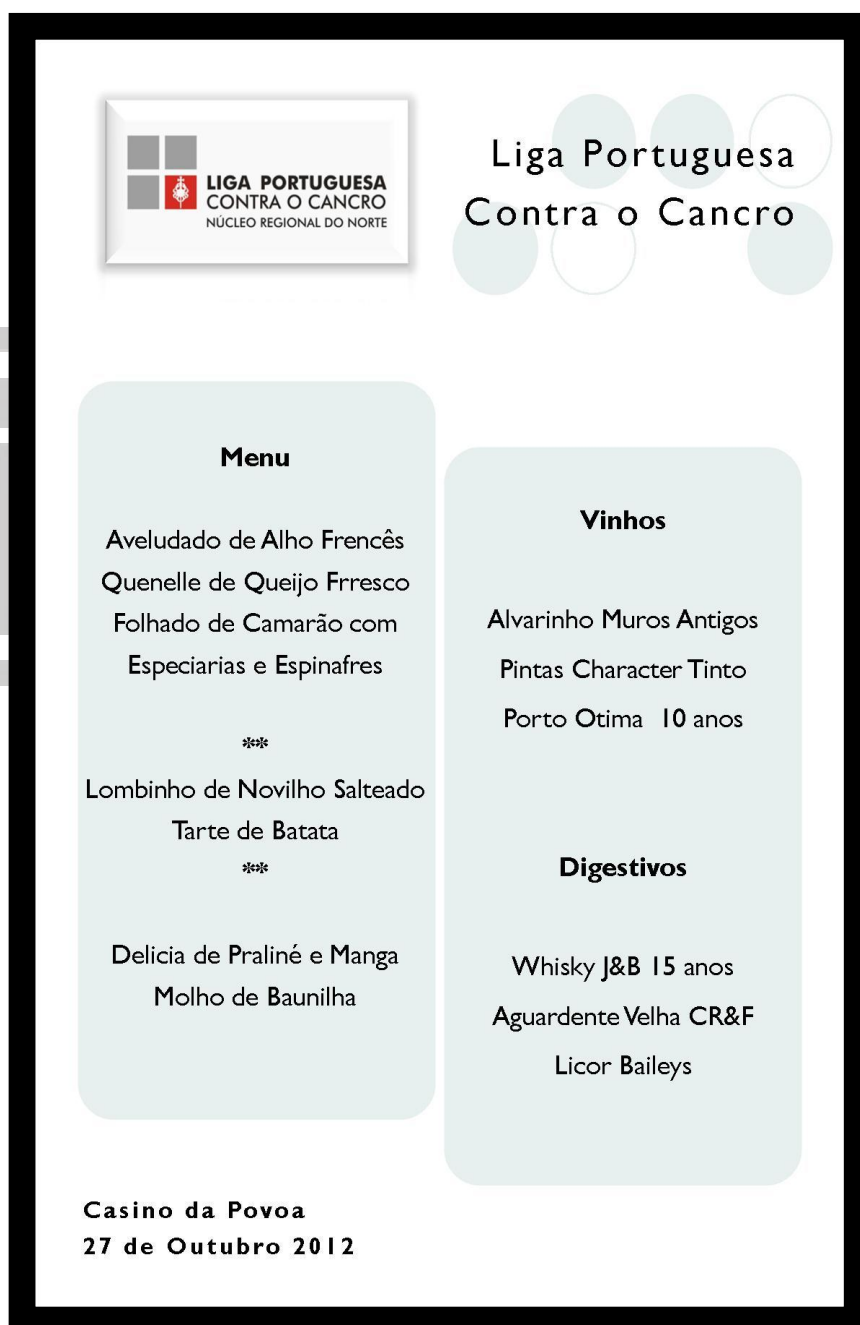 LIGA PORTUGUESA
CONTRA O CANCRO
NÚCLEO REGIONAL DO NORTE
Liga Portuguesa
Contra o Cancro
Menu
Aveludado de Alho Frencês
Quenelle de Queijo Frresco
Folhado de Camarão com
Especiarias e Espinafres
**
Lombinho de Novilho Salteado
Tarte de Batata
**
Delicia de Praliné e Manga
Molho de Baunilha
Vinhos
Alvarinho Muros Antigos
Pintas Character Tinto
Porto Otima 10 anos
Digestivos
Whisky J&B 15 anos
Aguardente Velha CR&F
Licor Baileys
Casino da Povoa
27 de Outubro 2012